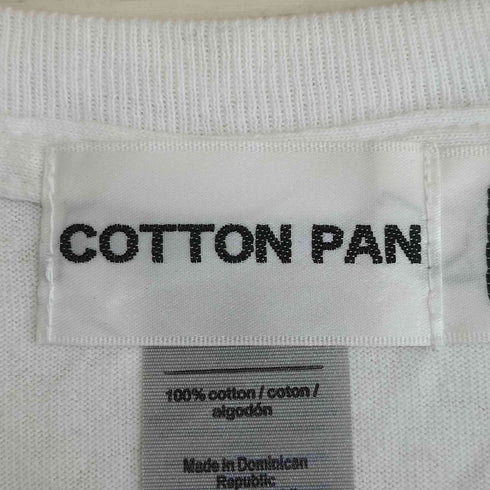 COTTON PAN
100% cotton / coton /
algodón
Made in Dominican
Republic